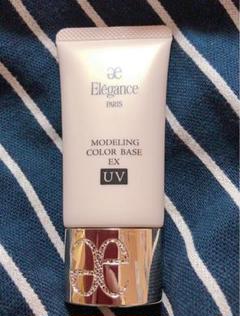 æ
Elégance
PARIS
MODELING
COLOR BASE
EX
UV
æ